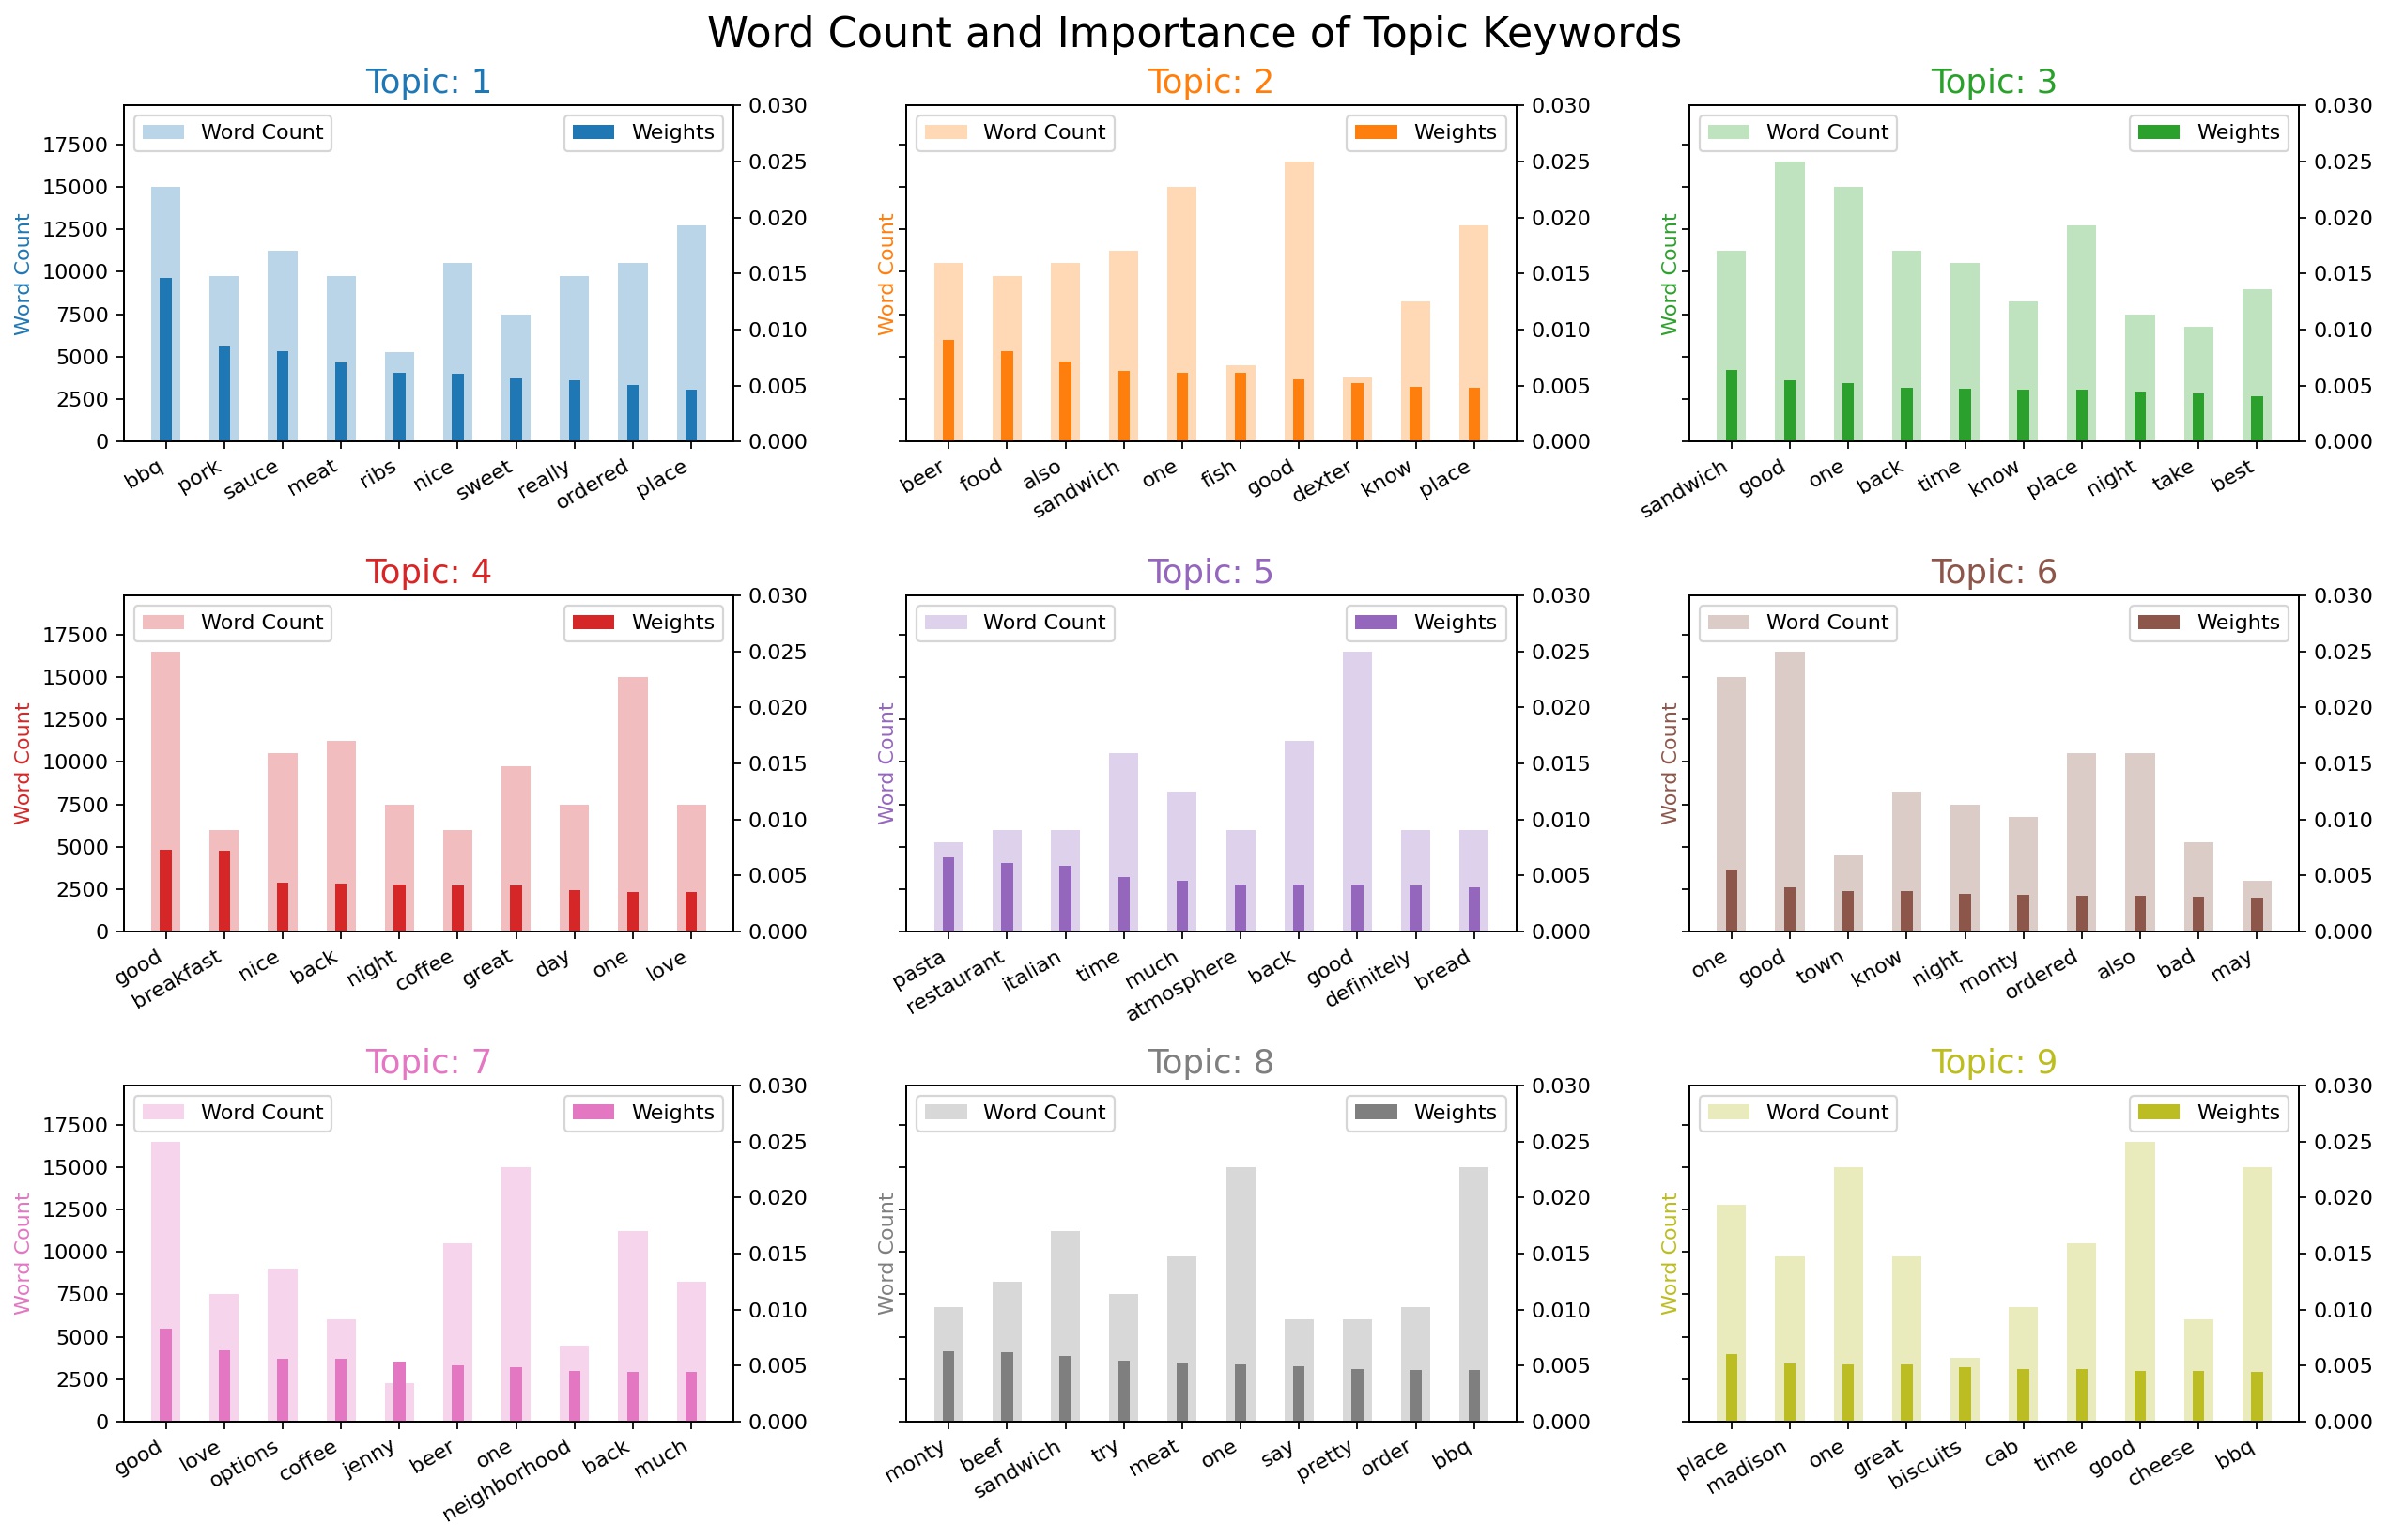 Word Count and Importance of Topic Keywords
Topic: 1
Word Count
Weights
Word Count
17500
15000
12500
10000
7500
5000
2500
0
0.030
0.025
0.020
0.015
0.010
0.005
0.000
bbq pork sauce meat ribs nice sweet really ordered place
Topic: 2
Word Count
Weights
Word Count
0.030
0.025
0.020
0.015
0.010
0.005
0.000
beer food also sandwich one fish good dexter know place
Topic: 3
Word Count
Weights
Word Count
0.030
0.025
0.020
0.015
0.010
0.005
0.000
sandwich good one back time know place night take best
Topic: 4
Word Count
Weights
Word Count
17500
15000
12500
10000
7500
5000
2500
0
0.030
0.025
0.020
0.015
0.010
0.005
0.000
good breakfast nice back night coffee great day one love
Topic: 5
Word Count
Weights
Word Count
0.030
0.025
0.020
0.015
0.010
0.005
0.000
pasta restaurant italian time much atmosphere back good definitely bread
Topic: 6
Word Count
Weights
Word Count
0.030
0.025
0.020
0.015
0.010
0.005
0.000
one good town know night monty ordered also bad may
Topic: 7
Word Count
Weights
Word Count
17500
15000
12500
10000
7500
5000
2500
0
0.030
0.025
0.020
0.015
0.010
0.005
0.000
good love options coffee jenny beer one neighborhood back much
Topic: 8
Word Count
Weights
Word Count
0.030
0.025
0.020
0.015
0.010
0.005
0.000
monty beef sandwich try meat one say pretty order bbq
Topic: 9
Word Count
Weights
Word Count
0.030
0.025
0.020
0.015
0.010
0.005
0.000
place madison one great biscuits cab time good cheese bbq